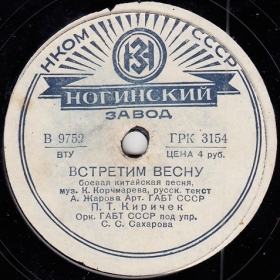 НКОМ СССР
НЗ
НОГИНСКИЙ
ЗАВОД
В 9752 ГРК 3154
ВТУ ЦЕНА 4 руб.
ВСТРЕТИМ ВЕСНУ
боевая китайская песня,
муз. К. Корчмарева, русск. текст
А. Жарова Арт. ГАБТ СССР
П. Т. Киричек
Орк. ГАБТ СССР под упр.
С. С. Сахарова